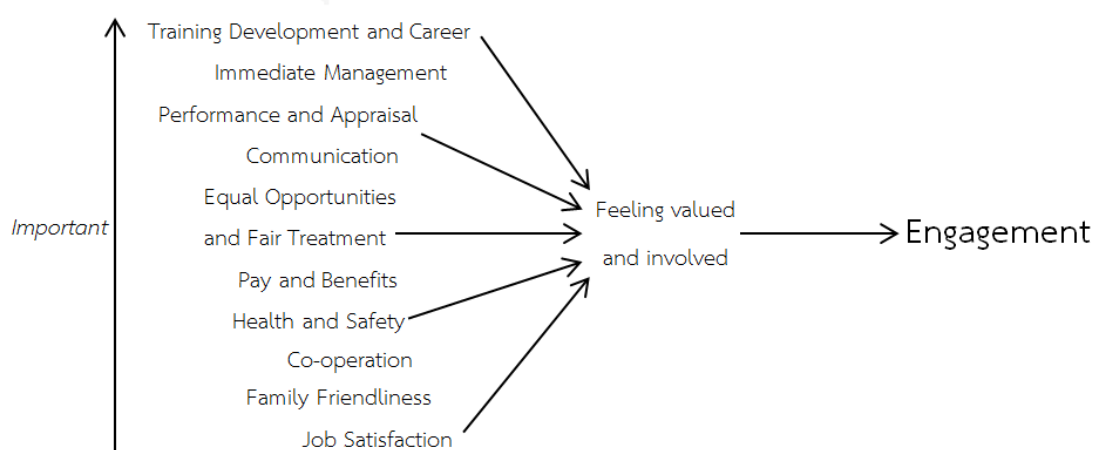 Training Development and Career
Immediate Management
Performance and Appraisal
Communication
Equal Opportunities
and Fair Treatment
Pay and Benefits
Health and Safety
Co-operation
Family Friendliness
Job Satisfaction
Important
Feeling valued
and involved
Engagement